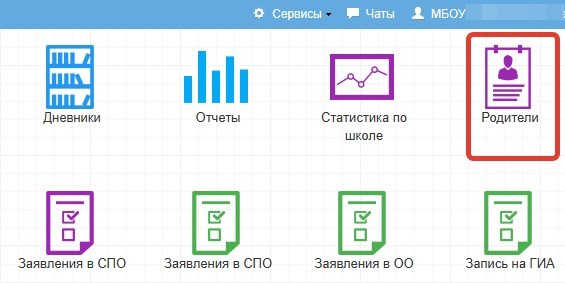 Сервисы Чаты МБОУ
Дневники Отчеты Статистика по Родители
школе
Заявления в СПО Заявления в СПО Заявления в ОО Запись на ГИА